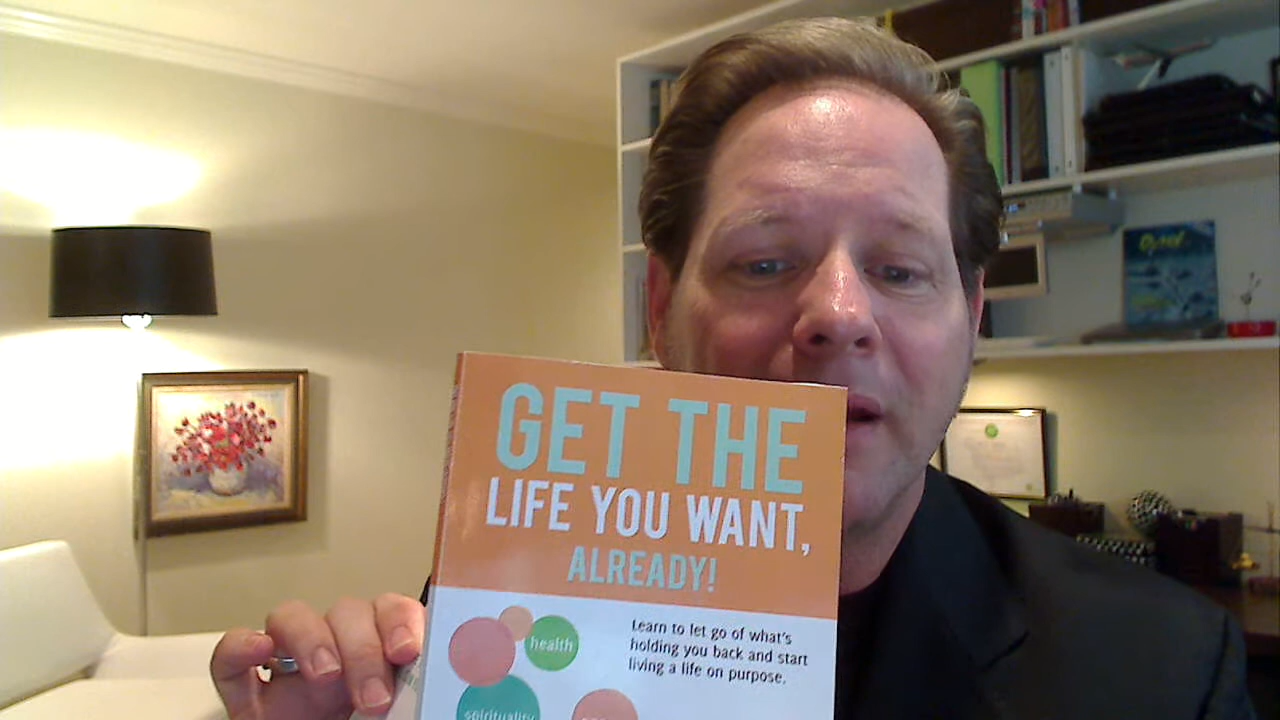 GET THE
LIFE YOU WANT,
ALREADY!
health
Learn to let go of what's
holding you back and start
living a life on purpose.
spirituality